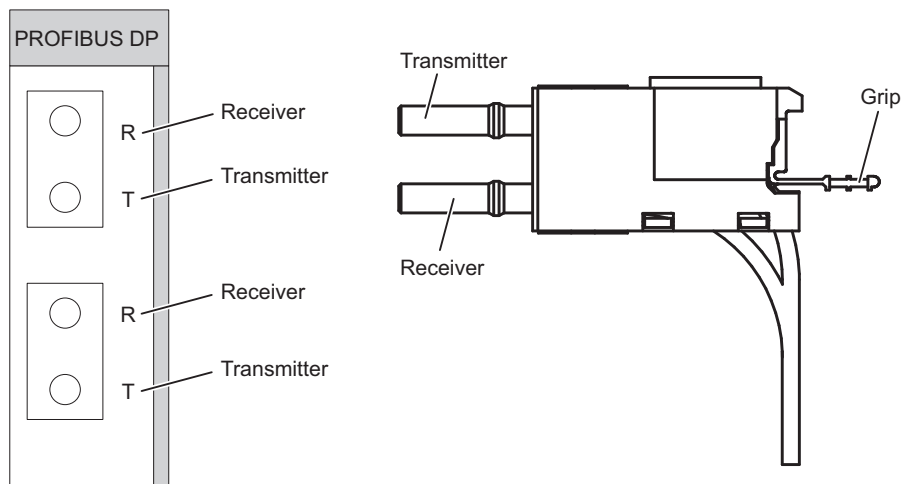 PROFIBUS DP
R
Receiver
T
Transmitter
R
Receiver
T
Transmitter
Transmitter
Receiver
Grip